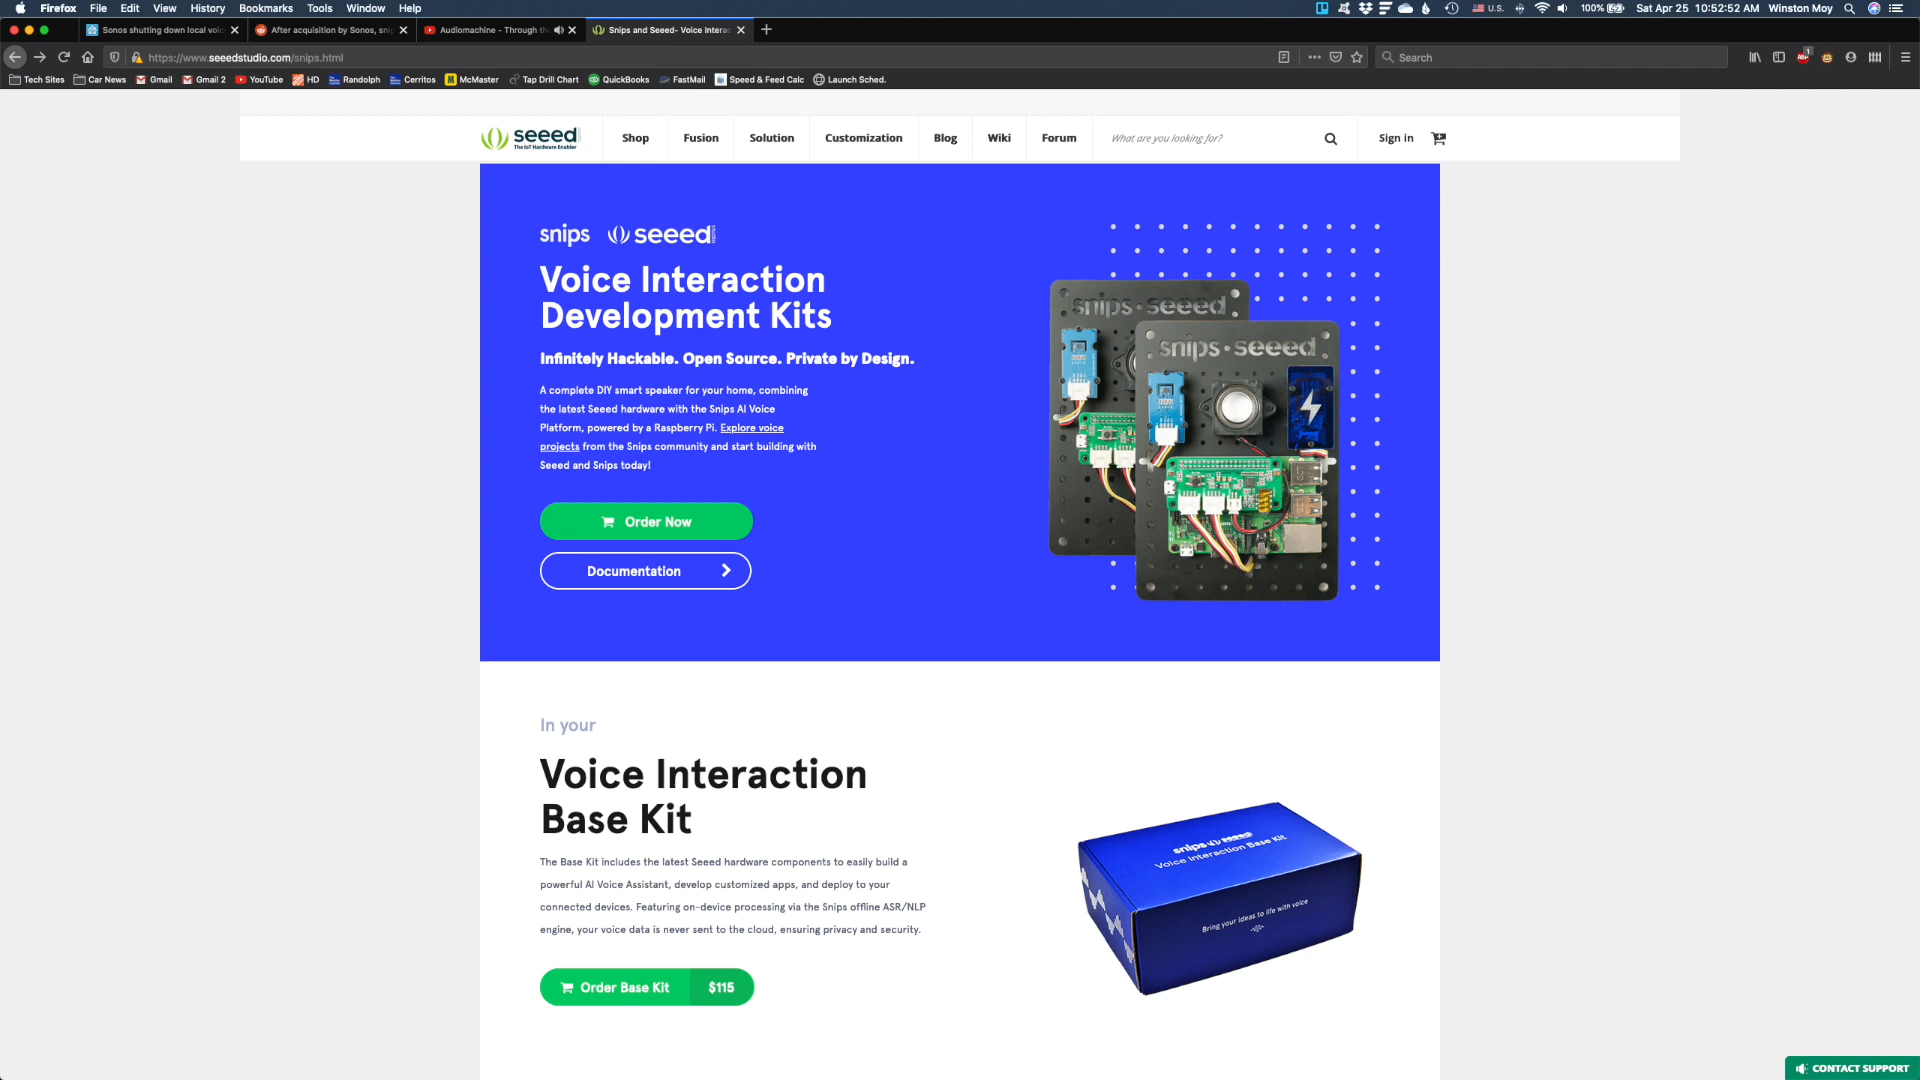 Firefox File Edit View History Bookmarks Tools Window Help
U.S. 100% Sat Apr 25 10:52:52 AM Winston Moy
Sonos shutting down local voic
After acquisition by Sonos, snip
Audiomachine - Through th
Snips and Seeed- Voice Interac
https://www.seeedstudio.com/snips.html
Search
1
ABP
Tech Sites Car News Gmail Gmail 2 YouTube HD Randolph Cerritos McMaster Tap Drill Chart QuickBooks FastMail Speed & Feed Calc Launch Sched.
seeed
The IoT Hardware Enabler
Shop Fusion Solution Customization Blog Wiki Forum
What are you looking for?
Sign in
snips seeed studio
Voice Interaction
Development Kits
Infinitely Hackable. Open Source. Private by Design.
A complete DIY smart speaker for your home, combining
the latest Seeed hardware with the Snips AI Voice
Platform, powered by a Raspberry Pi. Explore voice
projects from the Snips community and start building with
Seeed and Snips today!
Order Now
Documentation
snips·seeed
snips·seeed
In your
Voice Interaction
Base Kit
The Base Kit includes the latest Seeed hardware components to easily build a
powerful AI Voice Assistant, develop customized apps, and deploy to your
connected devices. Featuring on-device processing via the Snips offline ASR/NLP
engine, your voice data is never sent to the cloud, ensuring privacy and security.
Order Base Kit $115
snips seeed
Voice Interaction Base Kit
Bring your ideas to life with voice
CONTACT SUPPORT